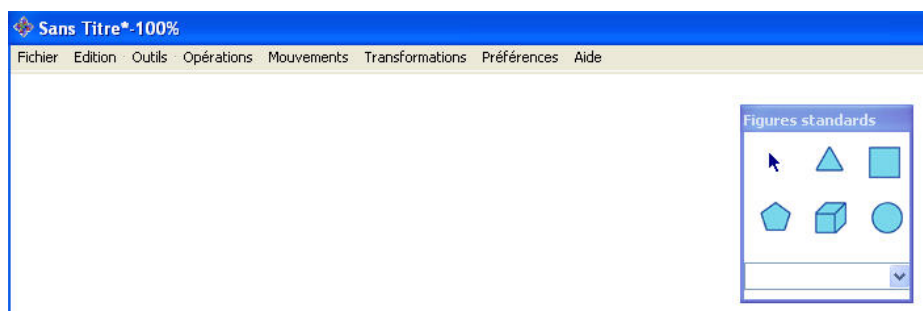 Sans Titre*-100%
Fichier Edition Outils Opérations Mouvements Transformations Préférences Aide
Figures standards